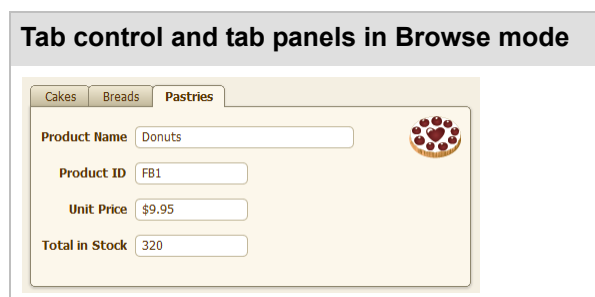 Tab control and tab panels in Browse mode
Cakes Breads Pastries
Product Name Donuts
Product ID FB1
Unit Price $9.95
Total in Stock 320